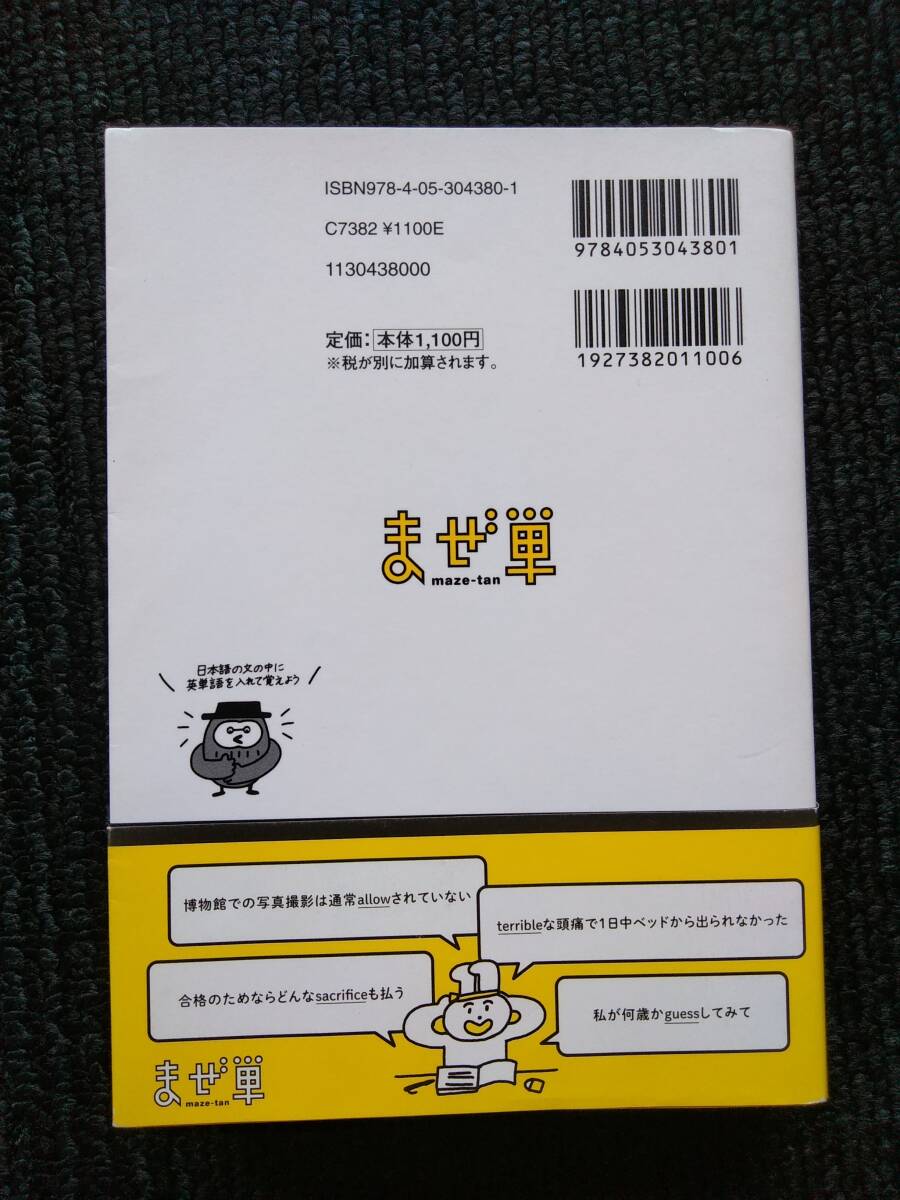 ISBN978-4-05-304380-1
C7382 ¥1100E
1130438000
9784053043801
定価：本体1,100円
※税が別に加算されます。
1927382011006
まぜ単
maze-tan
日本語の文の中に
英単語を入れて覚えよう
博物館での写真撮影は通常allowされていない
terribleな頭痛で1日中ベッドから出られなかった
合格のためならどんなsacrificeも払う
私が何歳かguessしてみて
まぜ単
maze-tan